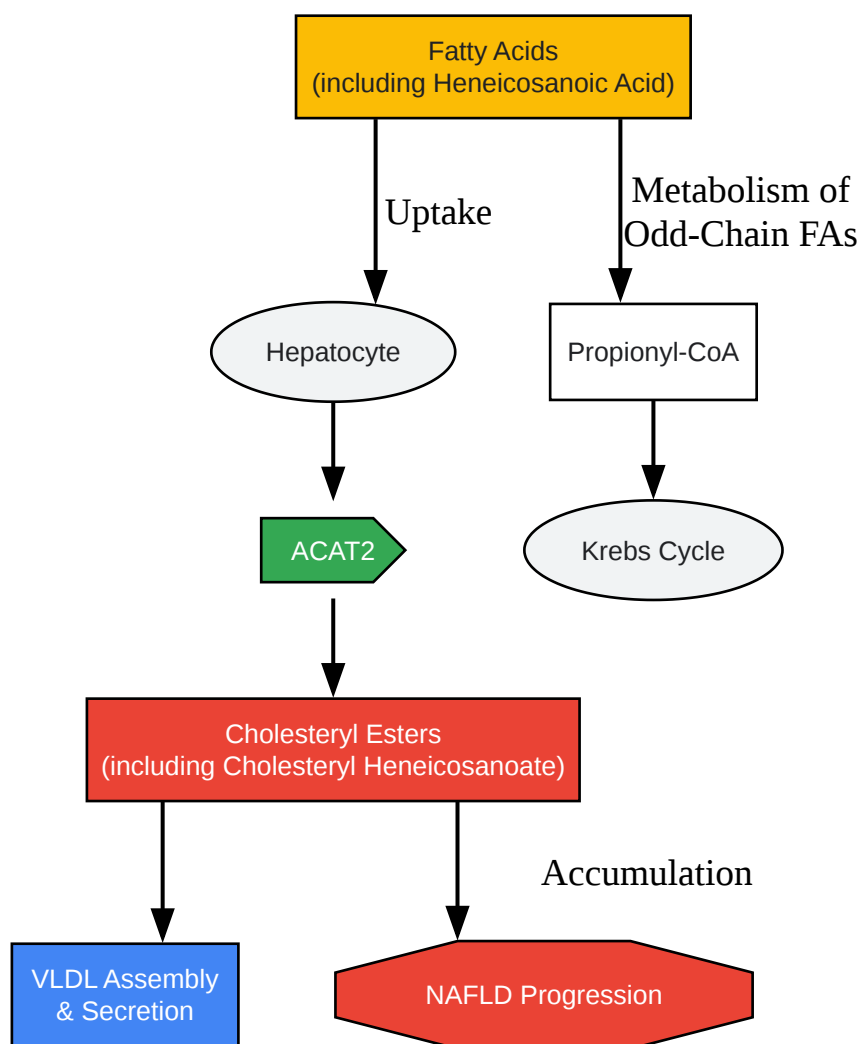 Fatty Acids
(including Heneicosanoic Acid)
Uptake
Metabolism of
Odd-Chain FAs
Hepatocyte
Propionyl-CoA
ACAT2
Krebs Cycle
Cholesteryl Esters
(including Cholesteryl Heneicosanoate)
Accumulation
VLDL Assembly
& Secretion
NAFLD Progression